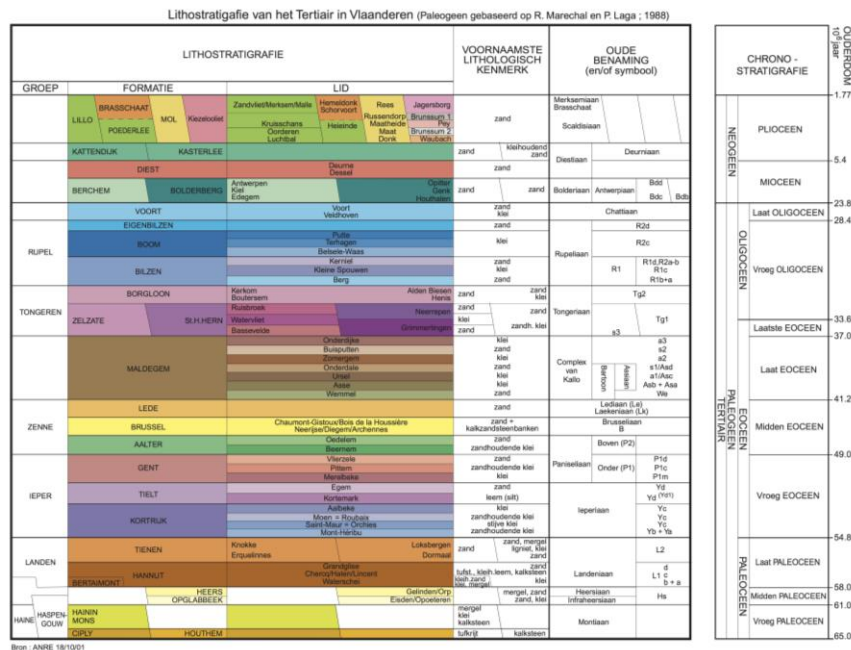 Lithostratigafie van het Tertiair in Vlaanderen (Paleogeen gebaseerd op R. Marechal en P. Laga ; 1988)
LITHOSTRATIGRAFIE
VOORNAAMSTE LITHOLOGISCH KENMERK
OUDE BENAMING (en/of symbool)
CHRONO - STRATIGRAFIE
OUDERDOM 10⁶ jaar
GROEP FORMATIE LID
LILLO BRASSCHAAT POEDERLEE MOL Kiezeloöliet
Zandvliet/Merksem/Malle Hemeldonk Schorvoort Rees Jagersborg
Kruisschans Heieinde Russendorp Maatheide Brunssum 1 Pey
Oorderen Luchtbal Maat Donk Brunssum 2 Waubach
zand
Merksemiaan
Brasschaat
Scaldisiaan
KATTENDIJK KASTERLEE zand kleihoudend zand
Diestiaan Deurniaan
DIEST Deurne Dessel zand
BERCHEM BOLDERBERG
Antwerpen Kiel Edegem Opitter Genk Houthalen
zand zand
Bolderiaan Antwerpiaan Bdd Bdc Bdb
VOORT Voort Veldhoven zand klei Chattiaan
RUPEL
EIGENBILZEN zand R2d
BOOM Putte Terhagen Belsele-Waas klei R2c
Rupeliaan
BILZEN Kerniel Kleine Spouwen Berg zand klei zand
R1 R1d,R2a-b R1c R1b+a
TONGEREN
BORGLOON Kerkom Boutersem Alden Biesen Henis zand zand klei Tg2
ZELZATE St.H.HERN
Ruisbroek Watervliet Bassevelde Neerrepen Grimmertingen
zand klei zand zand zandh. klei
Tongeriaan Tg1 s3
MALDEGEM
Onderdijke klei a3
Buisputten zand s2
Zomergem klei a2
Onderdale zand s1/Asd
Ursel klei a1/Asc
Asse klei Asb + Asa
Wemmel zand We
Complex van Kallo Bartoon Assiaan
ZENNE
LEDE zand Lediaan (Le) Laekeniaan (Lk)
BRUSSEL Chaumont-Gistoux/Bois de la Houssière
Neerijse/Diegem/Archennes
zand + kalkzandsteenbanken Brusseliaan B
AALTER Oedelem zand
Beernem zandhoudende klei
Boven (P2)
IEPER
GENT Vlierzele zand P1d
Pittem zandhoudende klei P1c
Merelbeke klei P1m
Paniseliaan Onder (P1)
TIELT Egem zand Yd
Kortemark leem (silt) Yd (Yd1)
KORTRIJK Aalbeke klei Yc
Moen = Roubaix zandhoudende klei Yc
Saint-Maur = Orchies stijve klei Yc
Mont-Héribu zandhoudende klei Yb + Ya
Ieperiaan
LANDEN
TIENEN Knokke Erquelinnes Loksbergen Dormaal
zand zand, mergel ligniet, klei zand L2
HANNUT BERTAIMONT
Grandglise zand
Chercq/Halen/Lincent tufst., kleih.leem, kalksteen
Waterschei kleih.zand klei, mergel klei
Landeniaan L1 d c b + a
HEERS Gelinden/Orp mergel, zand Heersiaan
OPGLABBEEK Eisden/Opoeteren zand, klei Infraheersiaan Hs
HAINE HASPENGOUW
HAININ MONS mergel klei kalksteen Montiaan
CIPLY HOUTHEM tufkrijt kalksteen
TERTIAIR
NEOGEEN
PALEOGEEN
OLIGOCEEN
EOCEEN
PALEOCEEN
1.77
PLIOCEEN
5.4
MIOCEEN
23.8
Laat OLIGOCEEN
28.4
Vroeg OLIGOCEEN
33.6
Laatste EOCEEN
37.0
Laat EOCEEN
41.2
Midden EOCEEN
49.0
Vroeg EOCEEN
54.8
Laat PALEOCEEN
58.0
Midden PALEOCEEN
61.0
Vroeg PALEOCEEN
65.0
Bron : ANRE 18/10/01